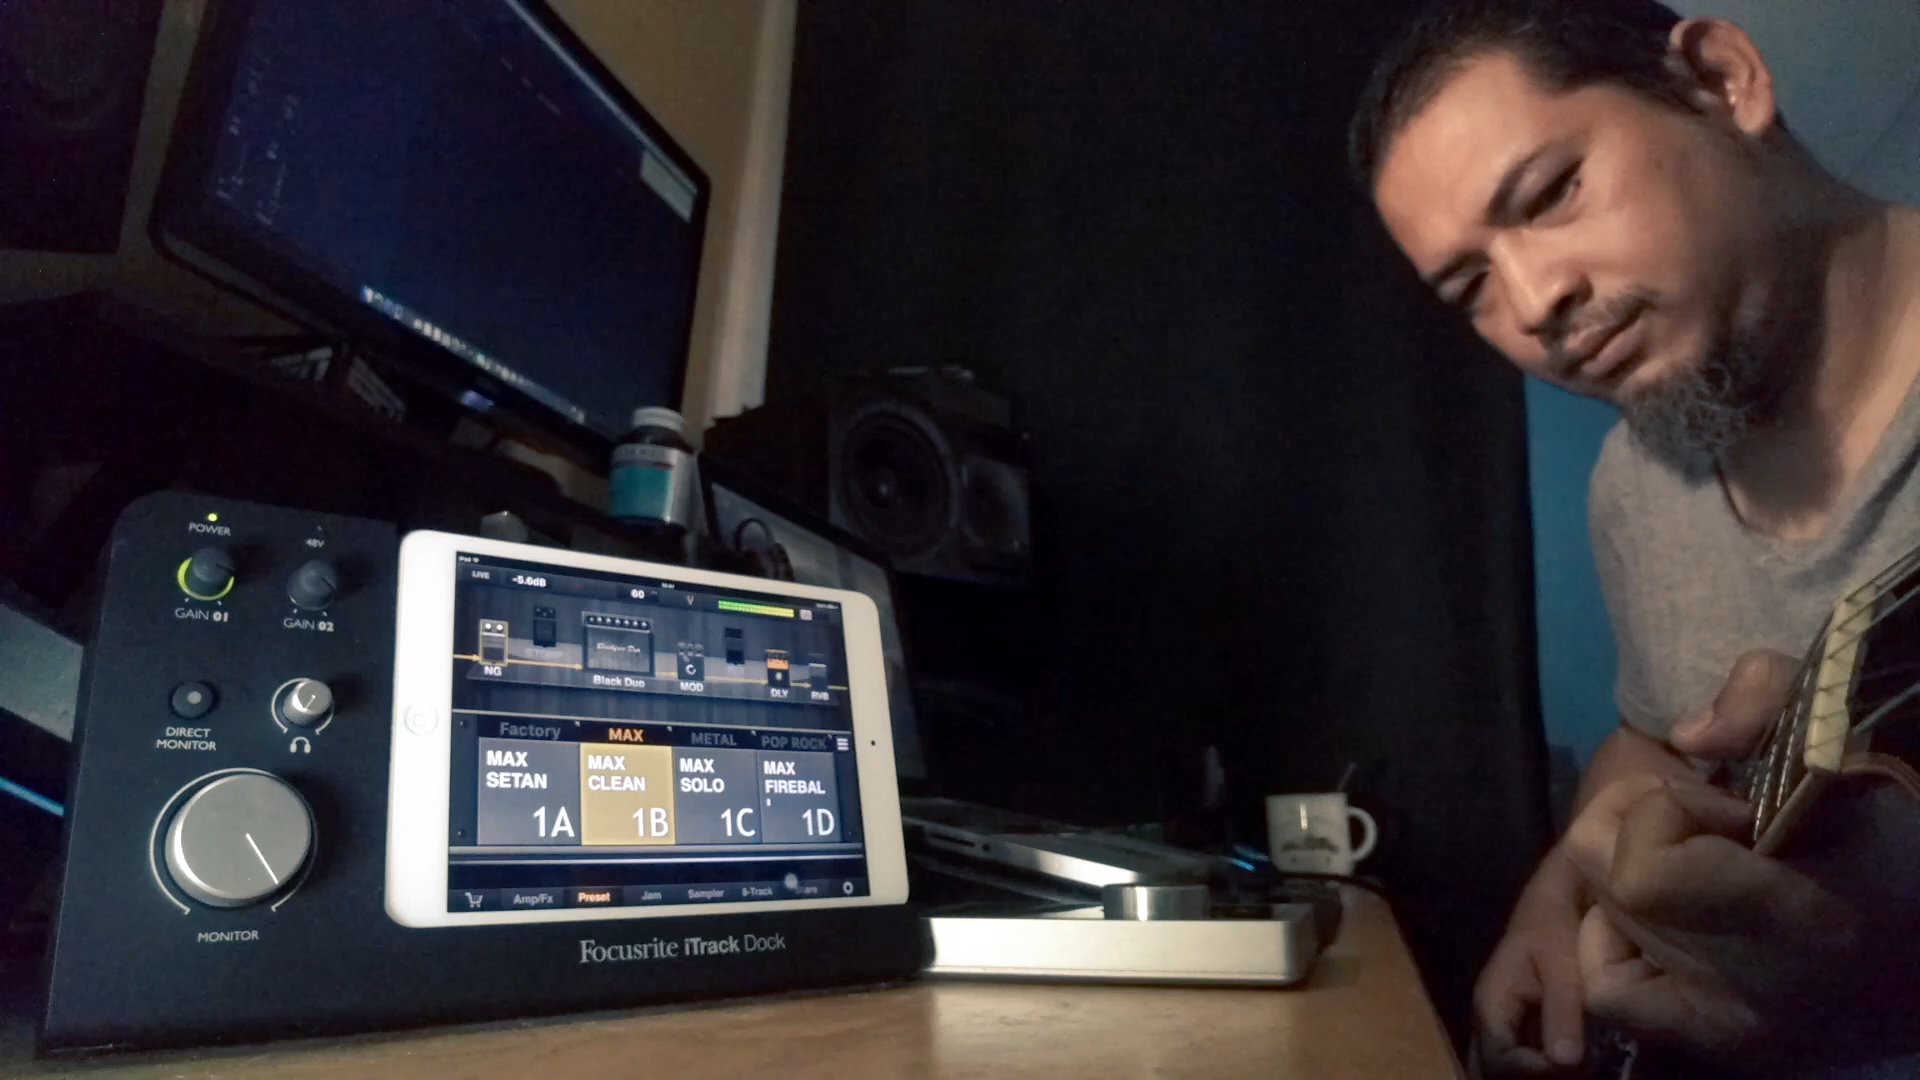 POWER
48V
GAIN 01
GAIN 02
DIRECT
MONITOR
MONITOR
iPad
LIVE
-5.6dB
60
NG
Black Duo
MOD
DLY
RVB
Factory
MAX
METAL
POP ROCK
MAX
SETAN
1A
MAX
CLEAN
1B
MAX
SOLO
1C
MAX
FIREBAL
1D
Amp/Fx
Preset
Jam
Sampler
8-Track
Focusrite iTrack Dock